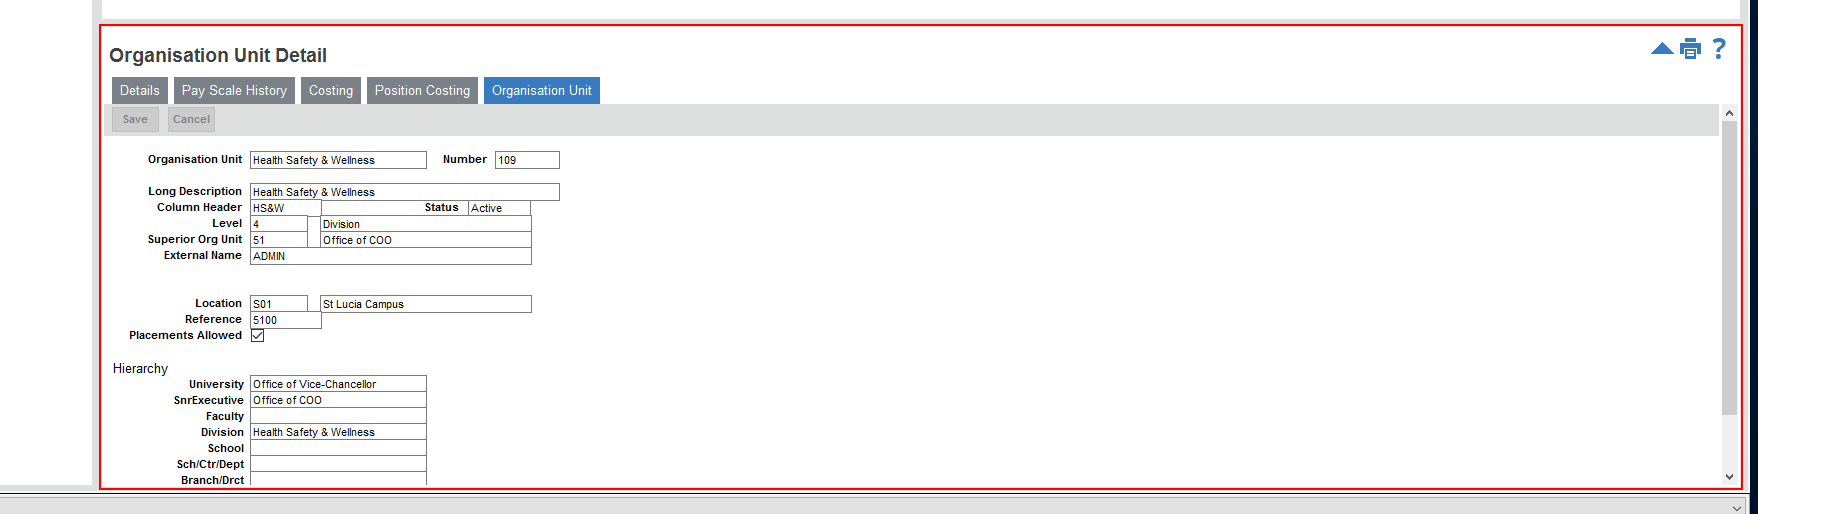 Organisation Unit Detail
?
Details Pay Scale History Costing Position Costing Organisation Unit
Save Cancel
Organisation Unit Health Safety & Wellness Number 109
Long Description Health Safety & Wellness
Column Header HS&W Status Active
Level 4 Division
Superior Org Unit 51 Office of COO
External Name ADMIN
Location S01 St Lucia Campus
Reference 5100
Placements Allowed
Hierarchy
University Office of Vice-Chancellor
SnrExecutive Office of COO
Faculty
Division Health Safety & Wellness
School
Sch/Ctr/Dept
Branch/Drct